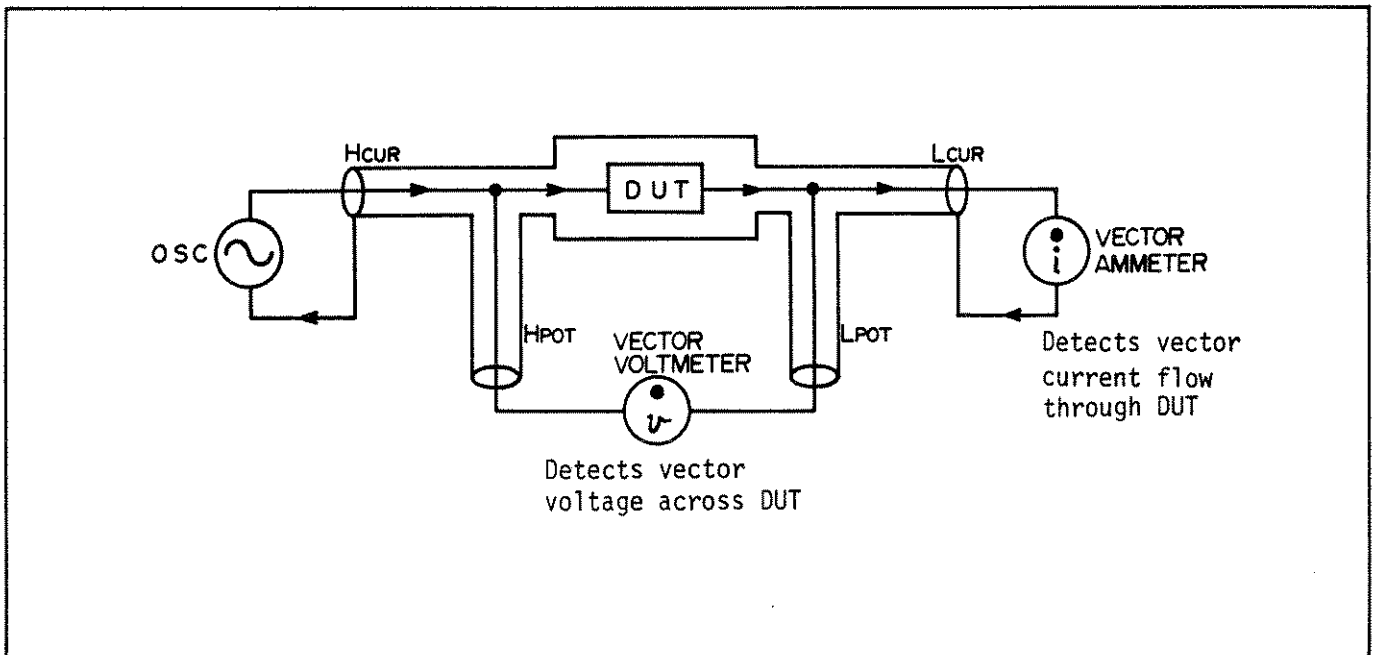 HCUR
LCUR
DUT
OSC
i
VECTOR
AMMETER
HPOT
VECTOR
VOLTMETER
LPOT
v
Detects vector
current flow
through DUT
Detects vector
voltage across DUT